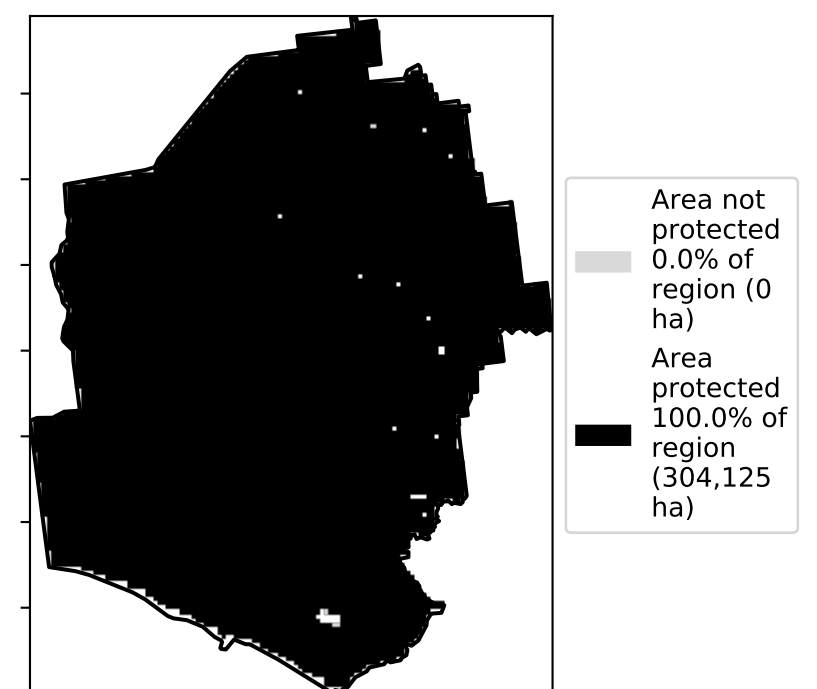 Area not
protected
0.0% of
region (0
ha)
Area
protected
100.0% of
region
(304,125
ha)